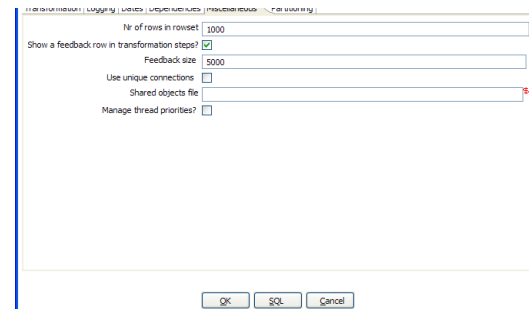 Transformation Logging Dates Dependencies Miscellaneous Partitioning
Nr of rows in rowset 1000
Show a feedback row in transformation steps?
Feedback size 5000
Use unique connections
Shared objects file
Manage thread priorities?
OK SQL Cancel